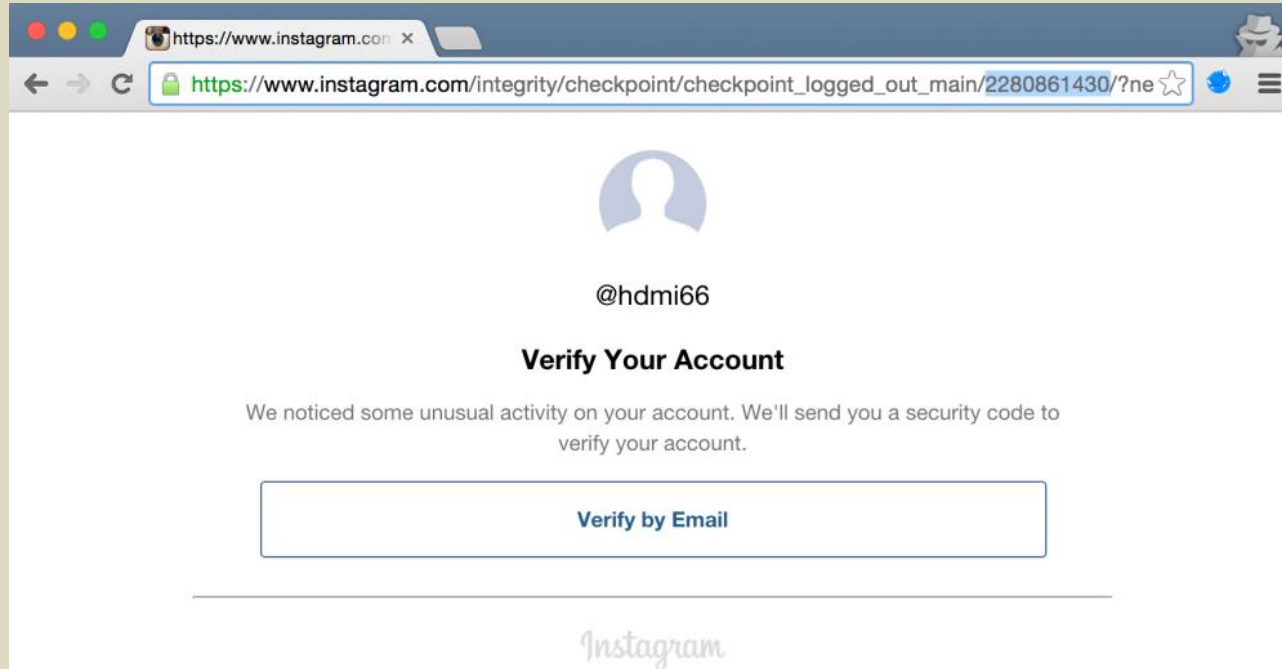 https://www.instagram.com
https://www.instagram.com/integrity/checkpoint/checkpoint_logged_out_main/2280861430/?ne
@hdmi66
Verify Your Account
We noticed some unusual activity on your account. We'll send you a security code to
verify your account.
Verify by Email
Instagram